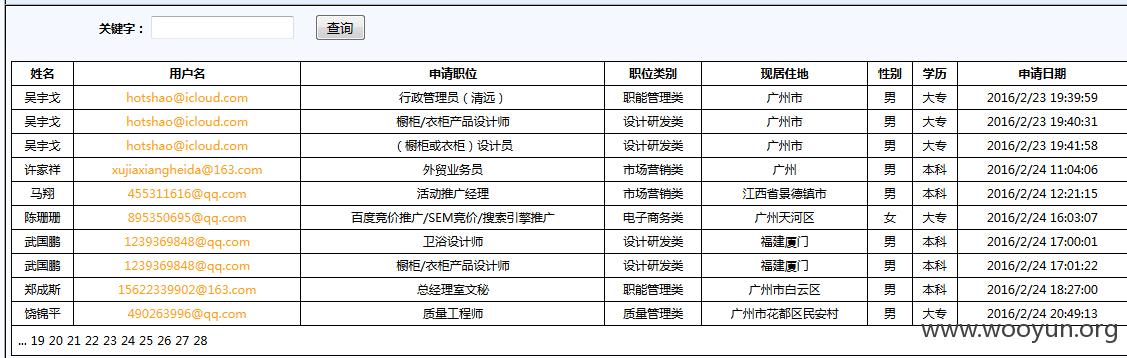 关键字： 查询
姓名 用户名 申请职位 职位类别 现居住地 性别 学历 申请日期
吴宇戈 hotshao@icloud.com 行政管理员（清远） 职能管理类 广州市 男 大专 2016/2/23 19:39:59
吴宇戈 hotshao@icloud.com 橱柜/衣柜产品设计师 设计研发类 广州市 男 大专 2016/2/23 19:40:31
吴宇戈 hotshao@icloud.com （橱柜或衣柜）设计员 设计研发类 广州市 男 大专 2016/2/23 19:41:58
许家祥 xujiaxiangheida@163.com 外贸业务员 市场营销类 广州 男 本科 2016/2/24 11:04:06
马翔 455311616@qq.com 活动推广经理 市场营销类 江西省景德镇市 男 本科 2016/2/24 12:21:15
陈珊珊 895350695@qq.com 百度竞价推广/SEM竞价/搜索引擎推广 电子商务类 广州天河区 女 大专 2016/2/24 16:03:07
武国鹏 1239369848@qq.com 卫浴设计师 设计研发类 福建厦门 男 本科 2016/2/24 17:00:01
武国鹏 1239369848@qq.com 橱柜/衣柜产品设计师 设计研发类 福建厦门 男 本科 2016/2/24 17:01:22
郑成斯 15622339902@163.com 总经理室文秘 职能管理类 广州市白云区 男 本科 2016/2/24 18:27:00
饶锦平 490263996@qq.com 质量工程师 质量管理类 广州市花都区民安村 男 大专 2016/2/24 20:49:13
... 19 20 21 22 23 24 25 26 27 28
www.wooyun.org